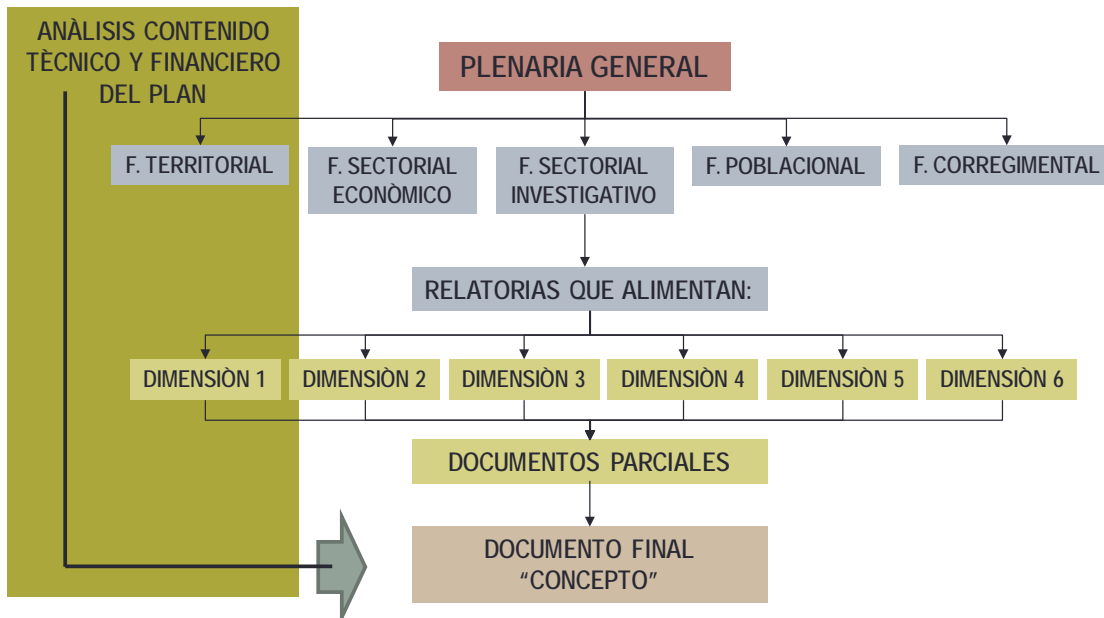 ANÀLISIS CONTENIDO
TÈCNICO Y FINANCIERO
DEL PLAN
PLENARIA GENERAL
F. TERRITORIAL
F. SECTORIAL
ECONÒMICO
F. SECTORIAL
INVESTIGATIVO
F. POBLACIONAL
F. CORREGIMENTAL
RELATORIAS QUE ALIMENTAN:
DIMENSIÒN 1
DIMENSIÒN 2
DIMENSIÒN 3
DIMENSIÒN 4
DIMENSIÒN 5
DIMENSIÒN 6
DOCUMENTOS PARCIALES
DOCUMENTO FINAL
“CONCEPTO”